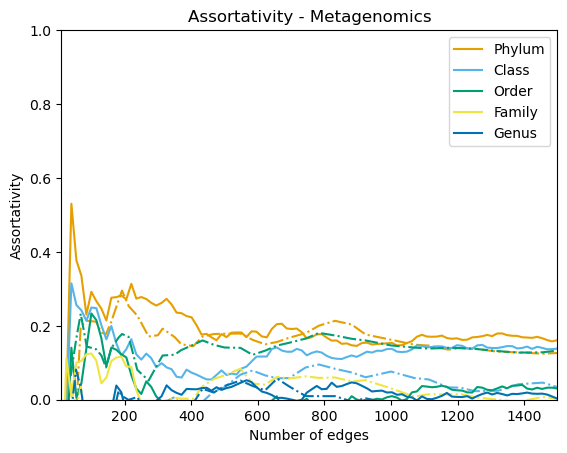 Assortativity - Metagenomics
1.0
0.8
0.6
0.4
0.2
0.0
Assortativity
Phylum
Class
Order
Family
Genus
200 400 600 800 1000 1200 1400
Number of edges